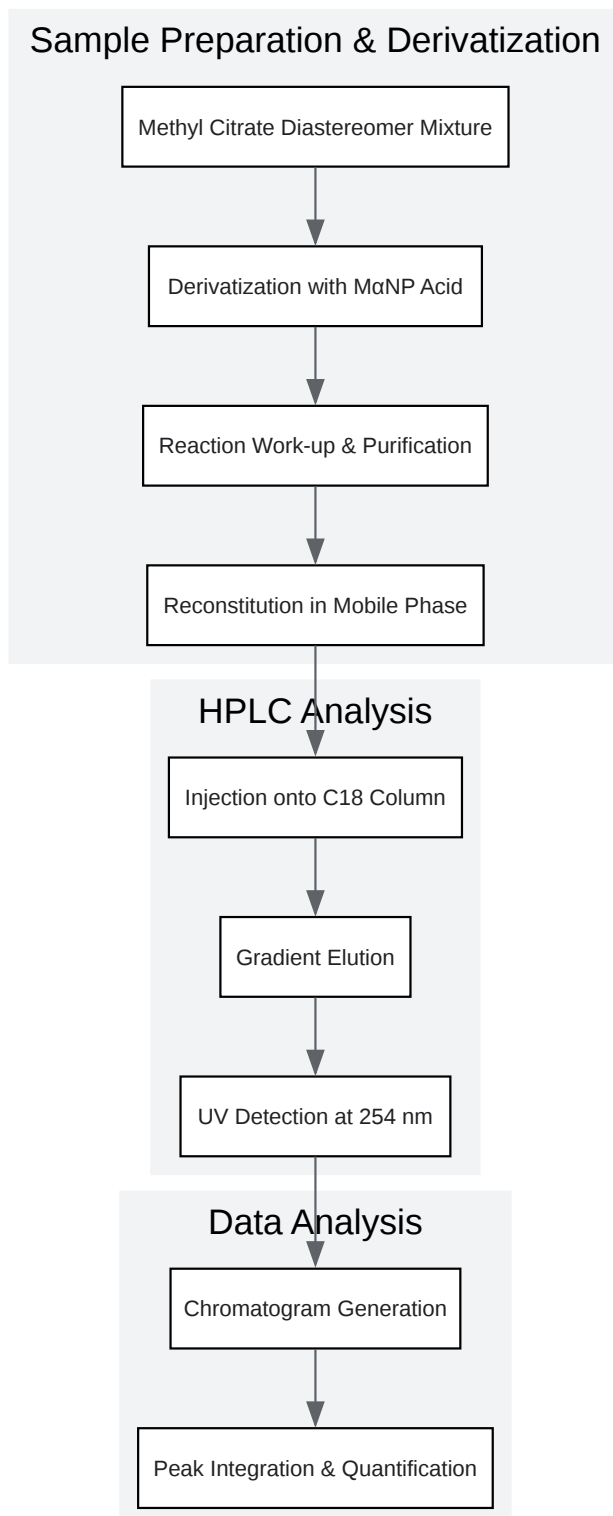 Sample Preparation & Derivatization
Methyl Citrate Diastereomer Mixture
Derivatization with MαNP Acid
Reaction Work-up & Purification
Reconstitution in Mobile Phase
HPLC Analysis
Injection onto C18 Column
Gradient Elution
UV Detection at 254 nm
Data Analysis
Chromatogram Generation
Peak Integration & Quantification